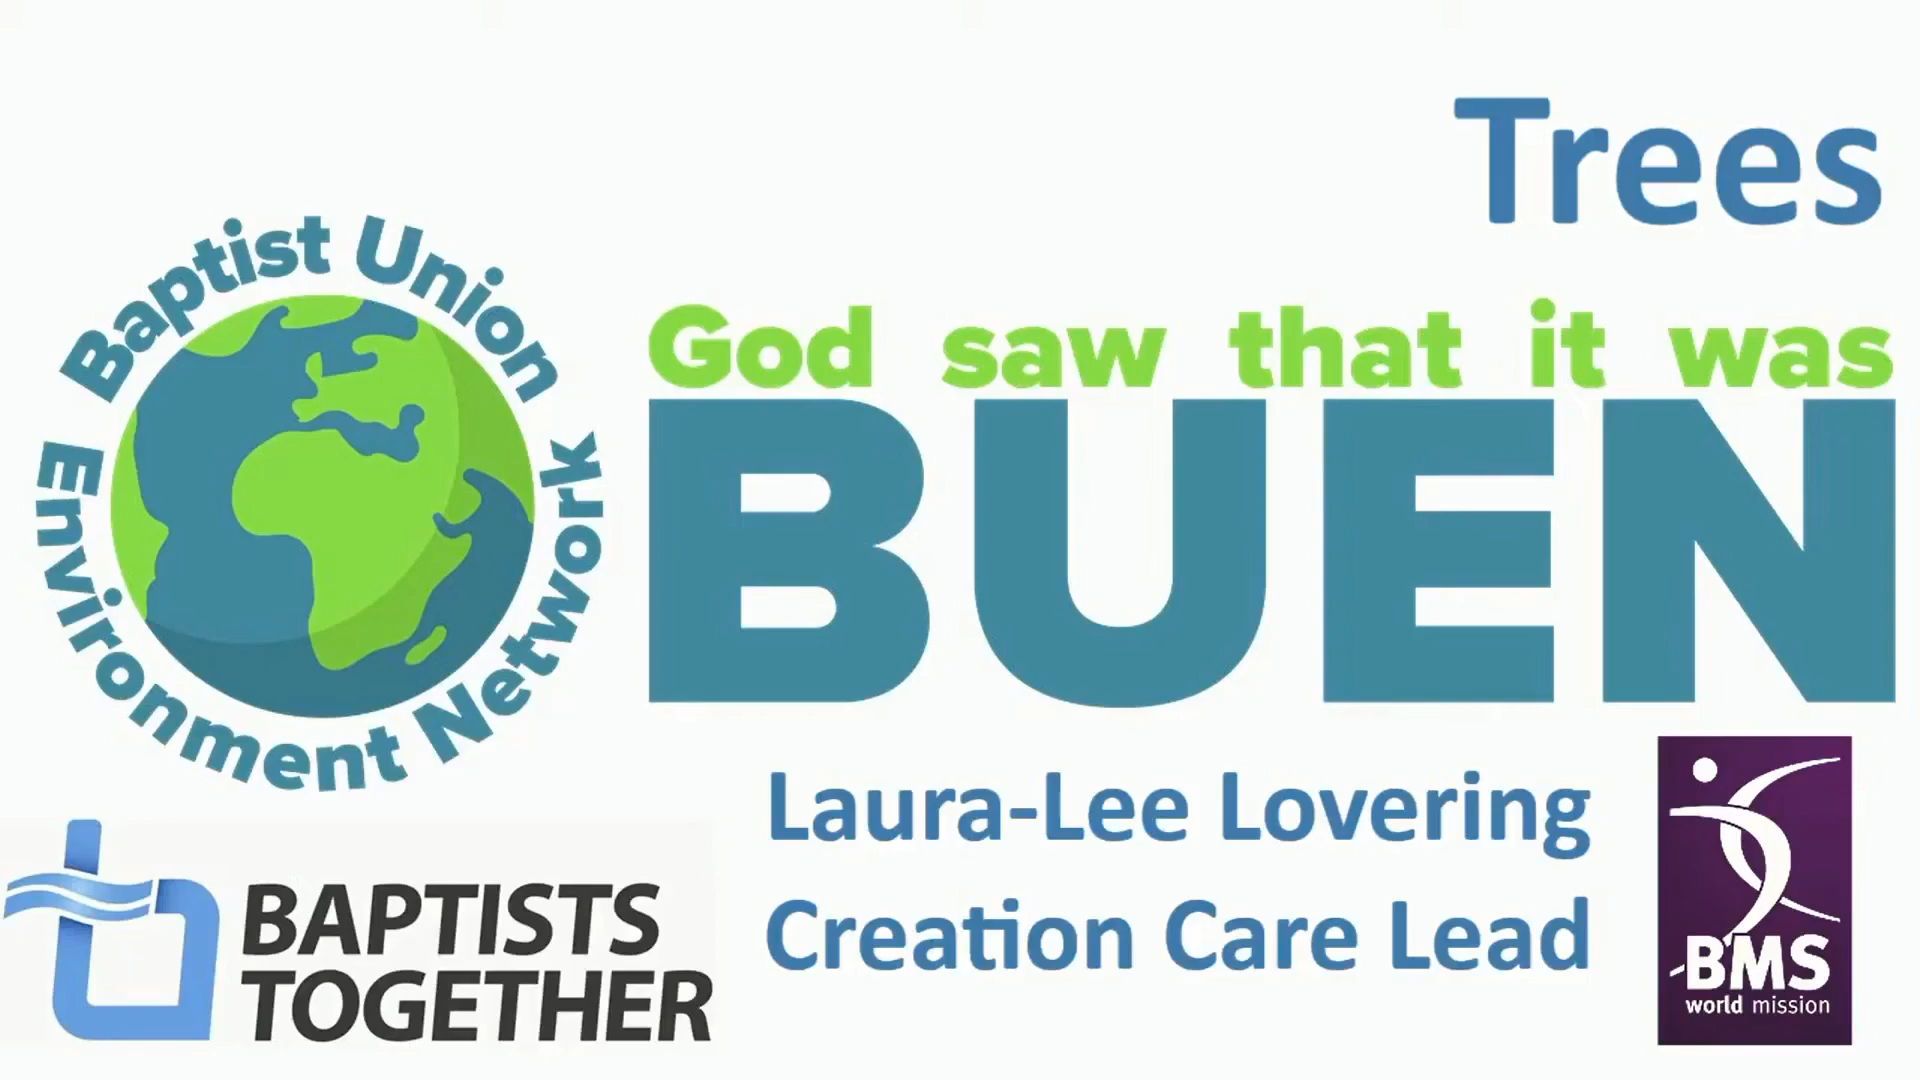 Trees
Baptist Union
Environment Network
God saw that it was
BUEN
Laura-Lee Lovering
Creation Care Lead
BAPTISTS
TOGETHER
BMS
world mission